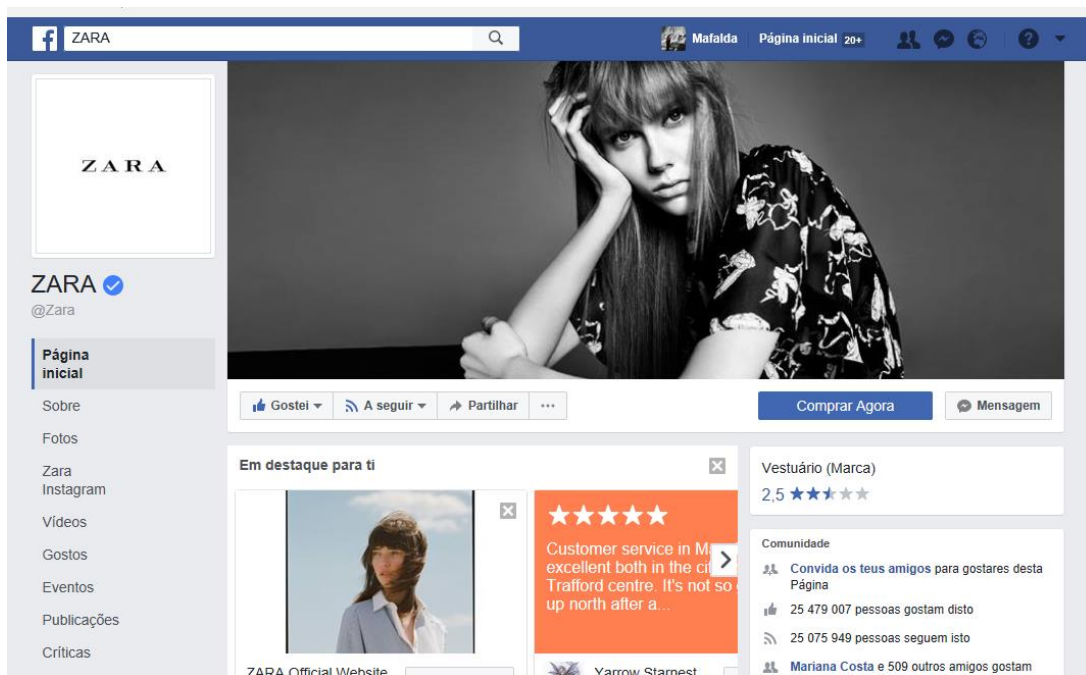 ZARA
Mafalda Página inicial 20+
ZARA
ZARA
@Zara
Página
inicial
Sobre
Fotos
Zara
Instagram
Vídeos
Gostos
Eventos
Publicações
Críticas
Gostei A seguir Partilhar ...
Comprar Agora Mensagem
Em destaque para ti
ZARA Official Website
Customer service in
excellent both in the
Trafford centre. It's not so
up north after a...
Yarrow Starnest
Vestuário (Marca)
2,5
Comunidade
Convida os teus amigos para gostares desta
Página
25 479 007 pessoas gostam disto
25 075 949 pessoas seguem isto
Mariana Costa e 509 outros amigos gostam